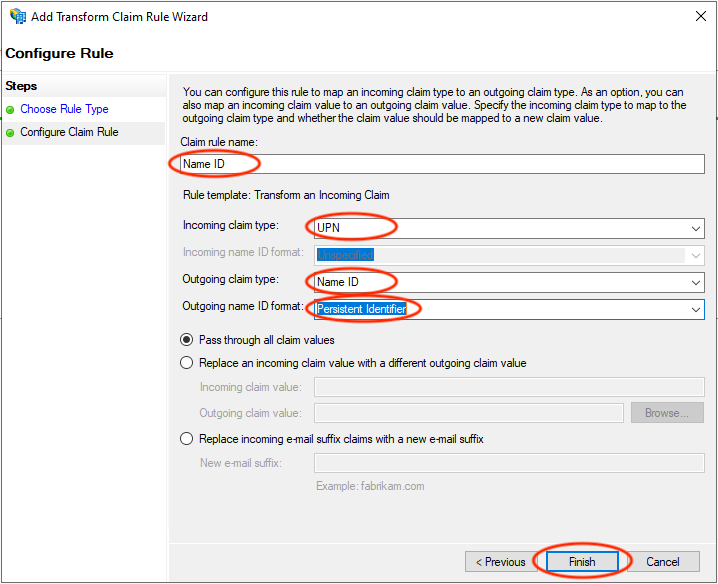 Add Transform Claim Rule Wizard
Configure Rule
Steps
Choose Rule Type
Configure Claim Rule
You can configure this rule to map an incoming claim type to an outgoing claim type. As an option, you can
also map an incoming claim value to an outgoing claim value. Specify the incoming claim type to map to the
outgoing claim type and whether the claim value should be mapped to a new claim value.
Claim rule name:
Name ID
Rule template: Transform an Incoming Claim
Incoming claim type:
UPN
Incoming name ID format:
Unspecified
Outgoing claim type:
Name ID
Outgoing name ID format:
Persistent Identifier
Pass through all claim values
Replace an incoming claim value with a different outgoing claim value
Incoming claim value:
Outgoing claim value:
Browse...
Replace incoming e-mail suffix claims with a new e-mail suffix
New e-mail suffix:
Example: fabrikam.com
< Previous
Finish
Cancel